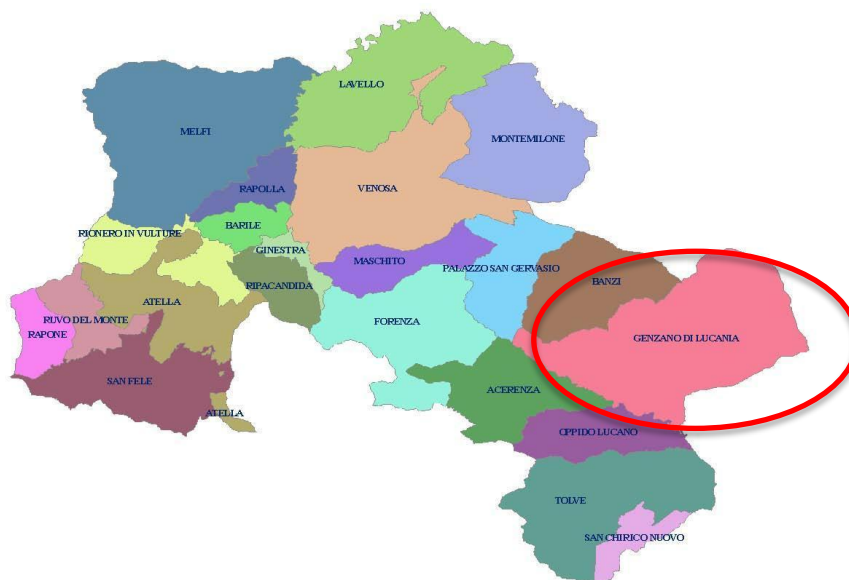 LAVELLO
MELFI
MONTEMILONE
RAPOLLA
VENOSA
BARILE
RIONERO IN VULTURE
GINESTRA
MASCHITO
PALAZZO SAN GERVASIO
BANZI
RIPACANDIDA
ATELLA
RUVO DEL MONTE
FORENZA
RAPONE
GENZANO DI LUCANIA
SAN FELE
ACERENZA
ATELLA
OPPIDO LUCANO
TOLVE
SAN CHIRICO NUOVO